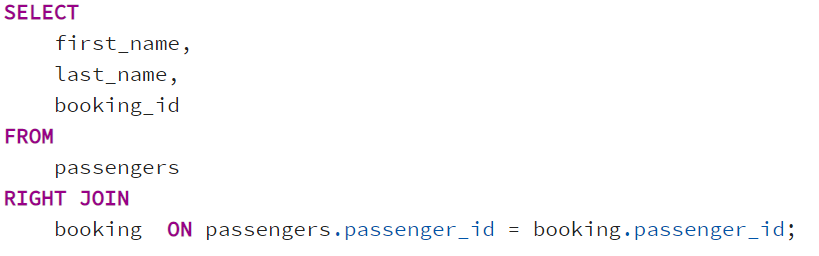 SELECT
first_name,
last_name,
booking_id
FROM
passengers
RIGHT JOIN
booking  ON passengers.passenger_id = booking.passenger_id;